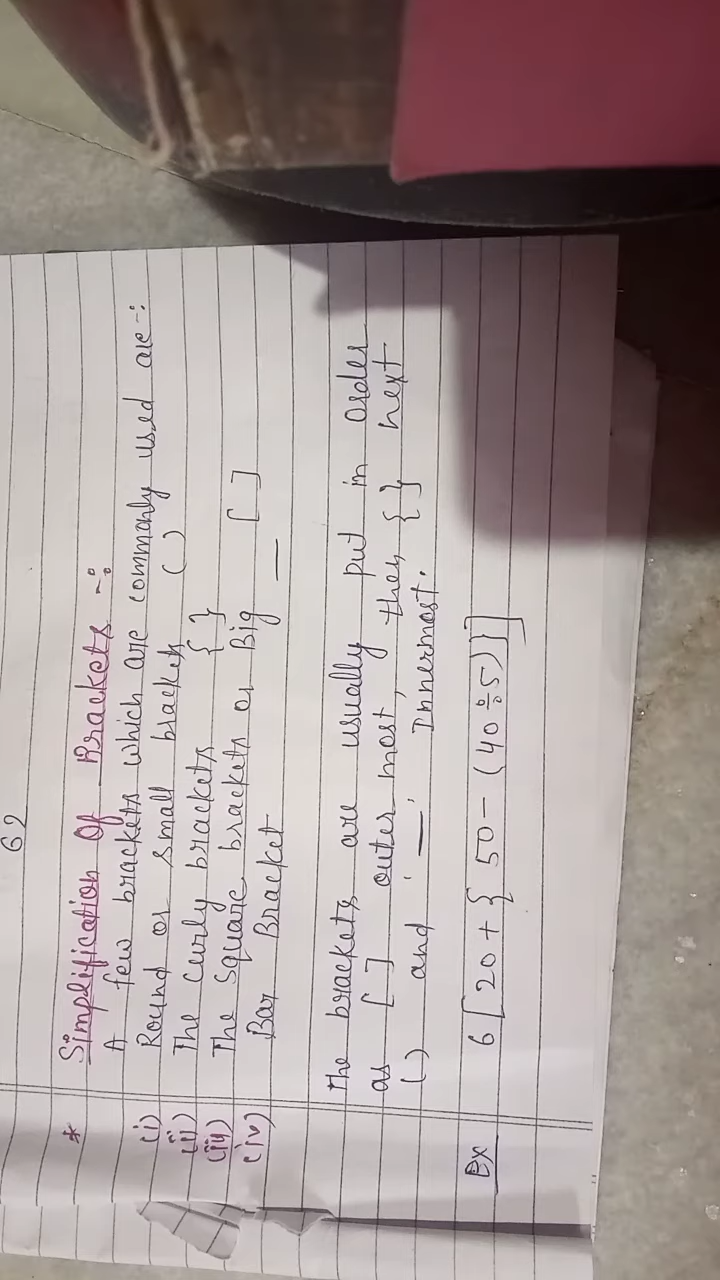 62
* Simplification Of Brackets -:
A few brackets which are commonly used are -:
(i) Round or small brackets ( )
(ii) The curly brackets { }
(iii) The square brackets or Big [ ]
(iv) Bar Bracket —
The brackets are usually put in order
as [ ] outer most, then { } next
( ) and '—' Innermost.
Ex 6[20+{50-(40÷5)}]